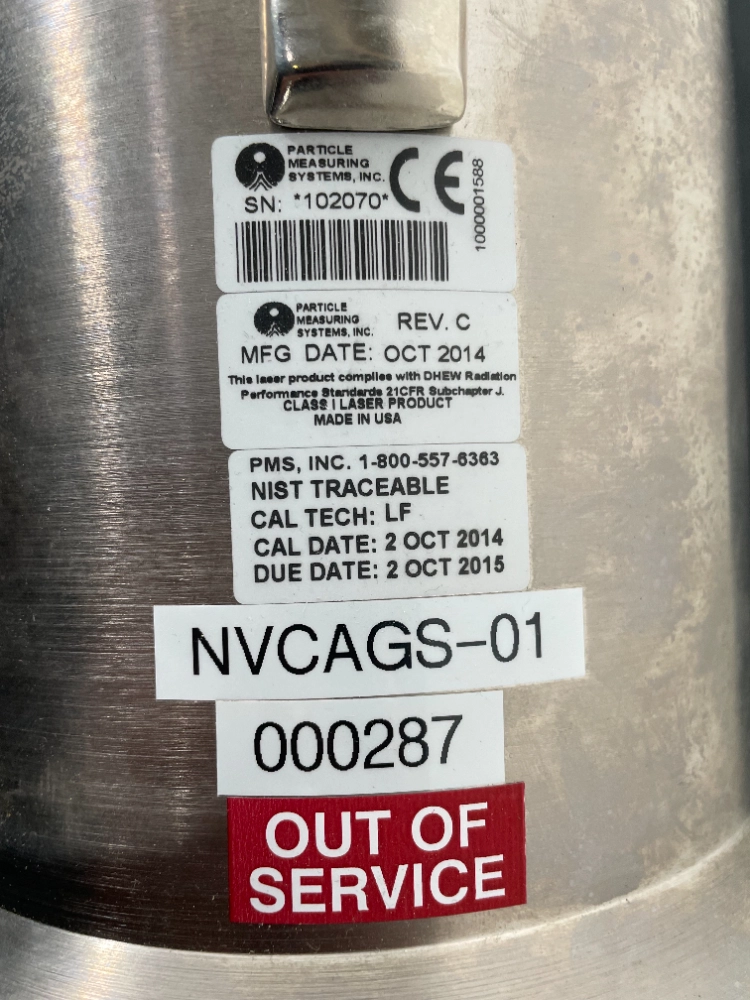 PARTICLE
MEASURING
SYSTEMS, INC.
CE
SN: *102070*
1000001588
PARTICLE
MEASURING
SYSTEMS, INC.
REV. C
MFG DATE: OCT 2014
This laser product complies with DHEW Radiation
Performance Standards 21CFR Subchapter J.
CLASS I LASER PRODUCT
MADE IN USA
PMS, INC. 1-800-557-6363
NIST TRACEABLE
CAL TECH: LF
CAL DATE: 2 OCT 2014
DUE DATE: 2 OCT 2015
NVCAGS-01
000287
OUT OF
SERVICE